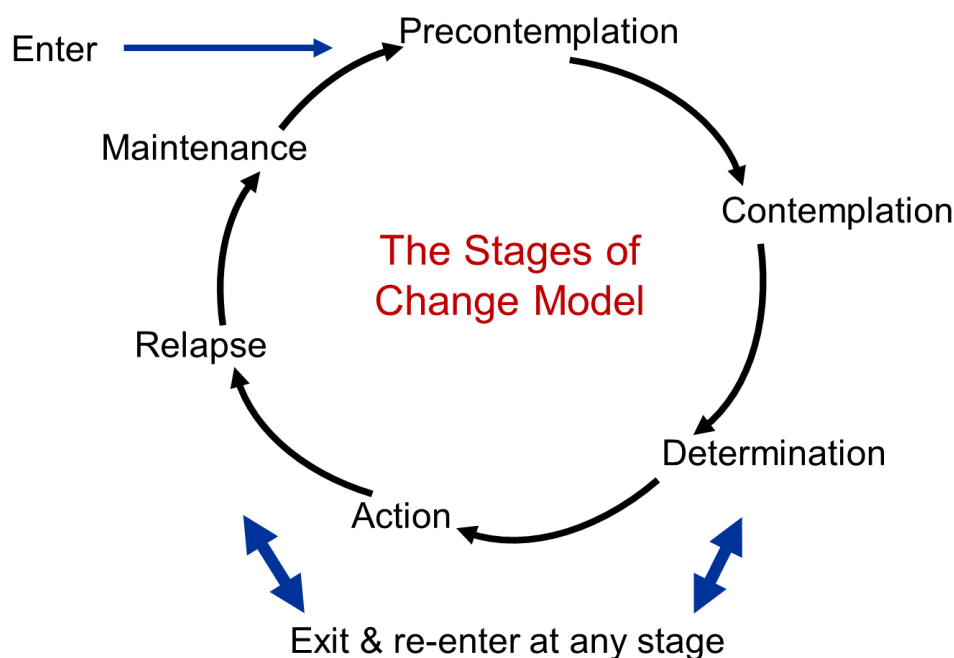 Enter
Precontemplation
Maintenance
Contemplation
The Stages of
Change Model
Relapse
Determination
Action
Exit & re-enter at any stage